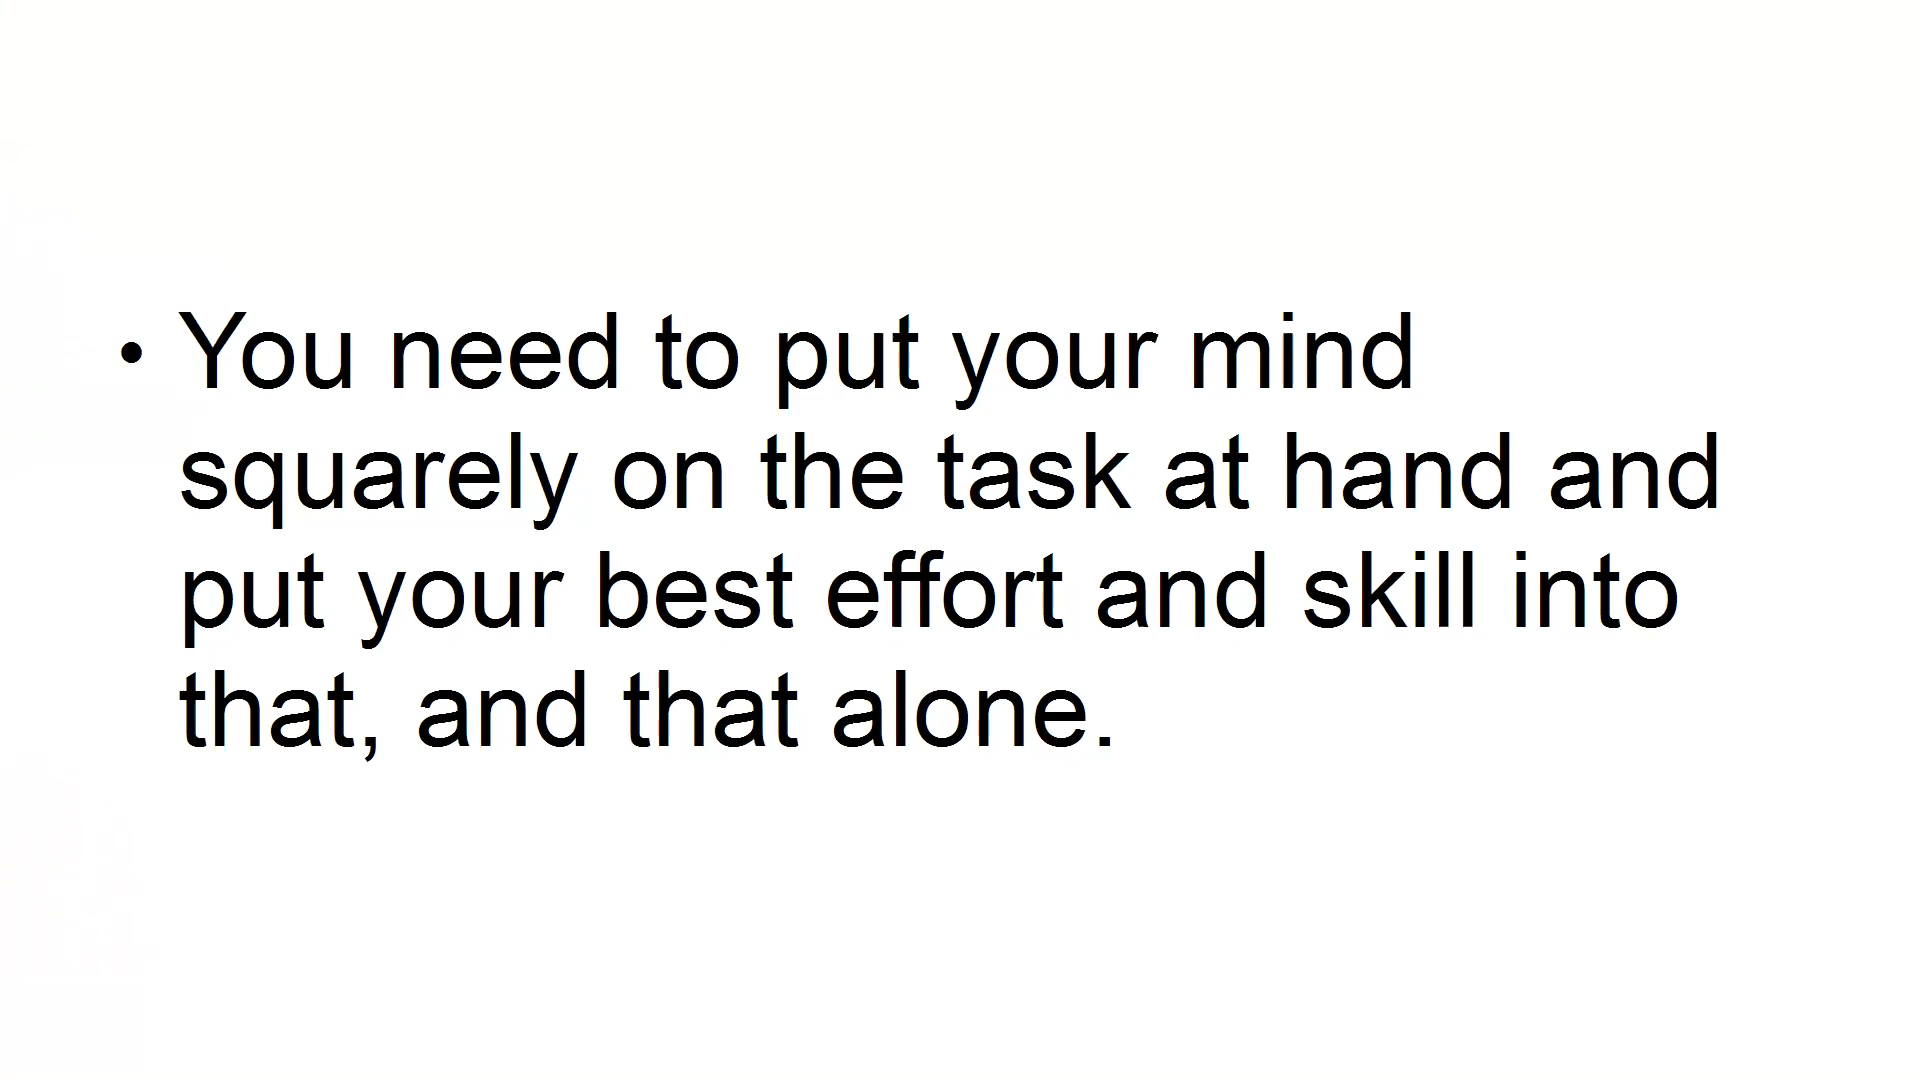 • You need to put your mind
squarely on the task at hand and
put your best effort and skill into
that, and that alone.